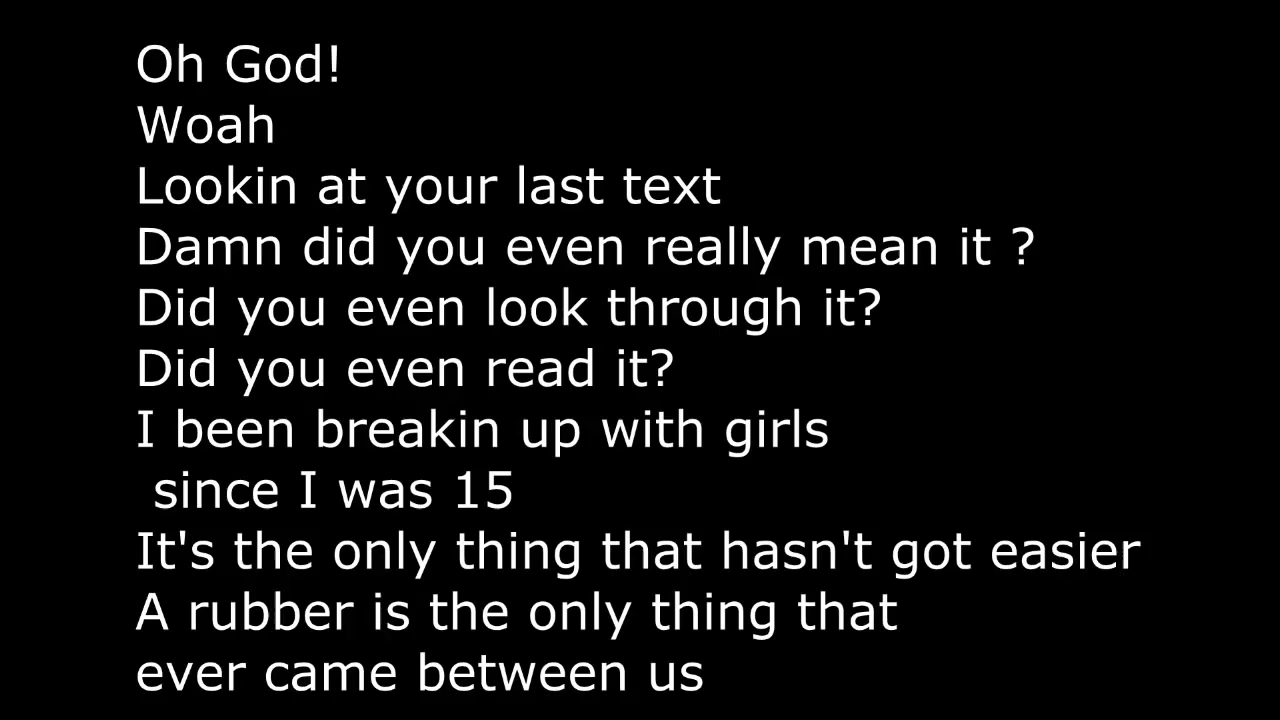 Oh God!
Woah
Lookin at your last text
Damn did you even really mean it ?
Did you even look through it?
Did you even read it?
I been breakin up with girls
since I was 15
It's the only thing that hasn't got easier
A rubber is the only thing that
ever came between us